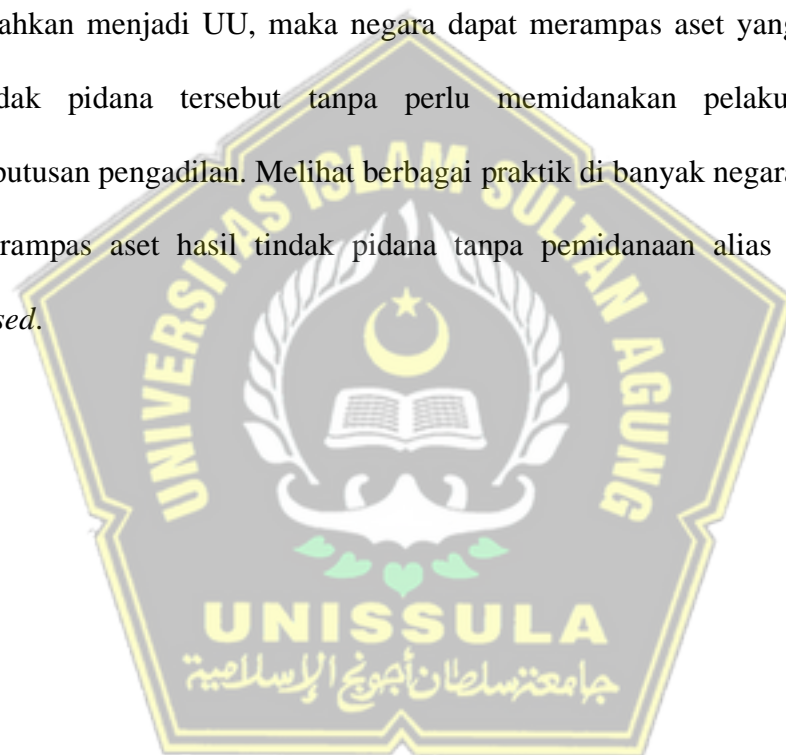 ahkan menjadi UU, maka negara dapat merampas aset yang
dak pidana tersebut tanpa perlu memidanakan pelaku
putusan pengadilan. Melihat berbagai praktik di banyak negara
rampas aset hasil tindak pidana tanpa pemidanaan alias
sed.
UNIVERSITAS ISLAM SULTAN AGUNG
UNISSULA
جامعتنسلطان أجونج الإسلامية